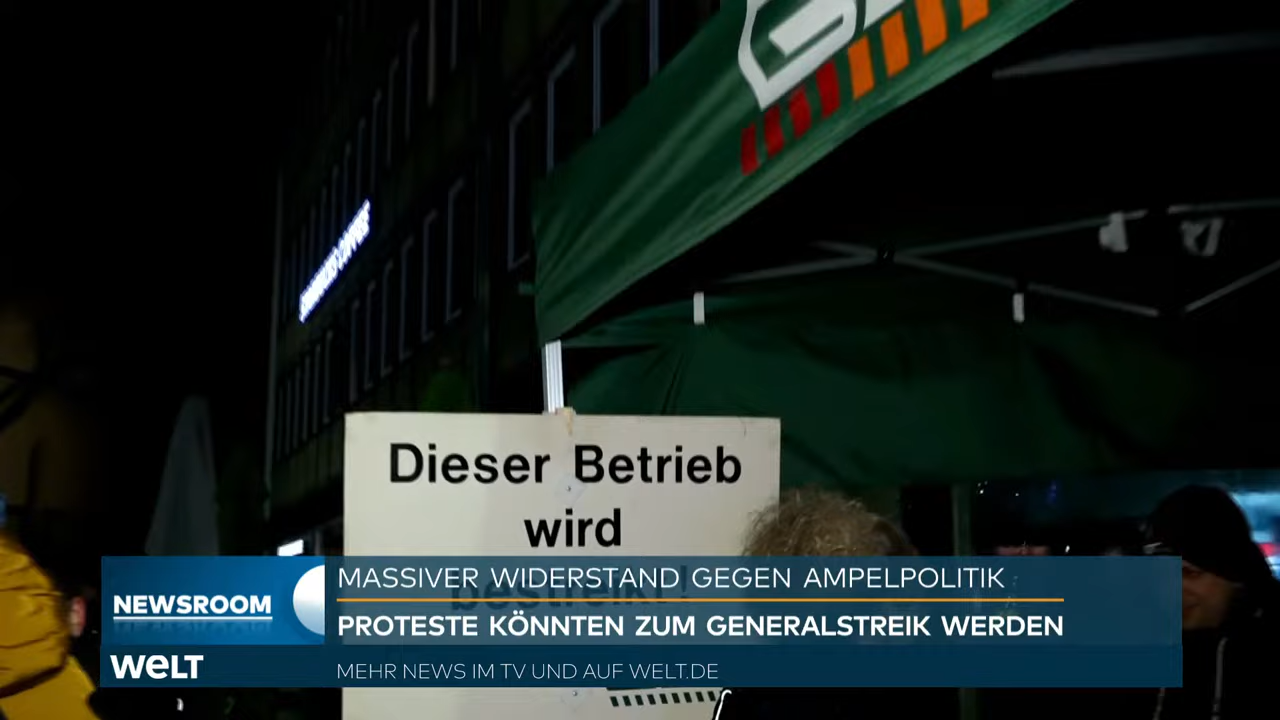 Dieser Betrieb
wird
bestreikt!
NEWSROOM
MASSIVER WIDERSTAND GEGEN AMPELPOLITIK
PROTESTE KÖNNTEN ZUM GENERALSTREIK WERDEN
WELT
MEHR NEWS IM TV UND AUF WELT.DE